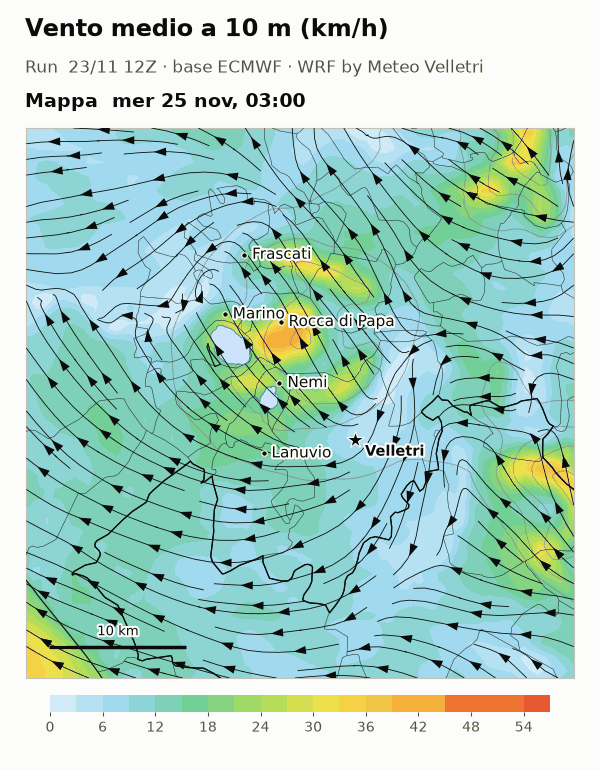 Vento medio a 10 m (km/h)
Run  23/11 12Z · base ECMWF · WRF by Meteo Velletri
Mappa  mer 25 nov, 03:00
Frascati
Marino
Rocca di Papa
Nemi
Velletri
Lanuvio
10 km
0 6 12 18 24 30 36 42 48 54